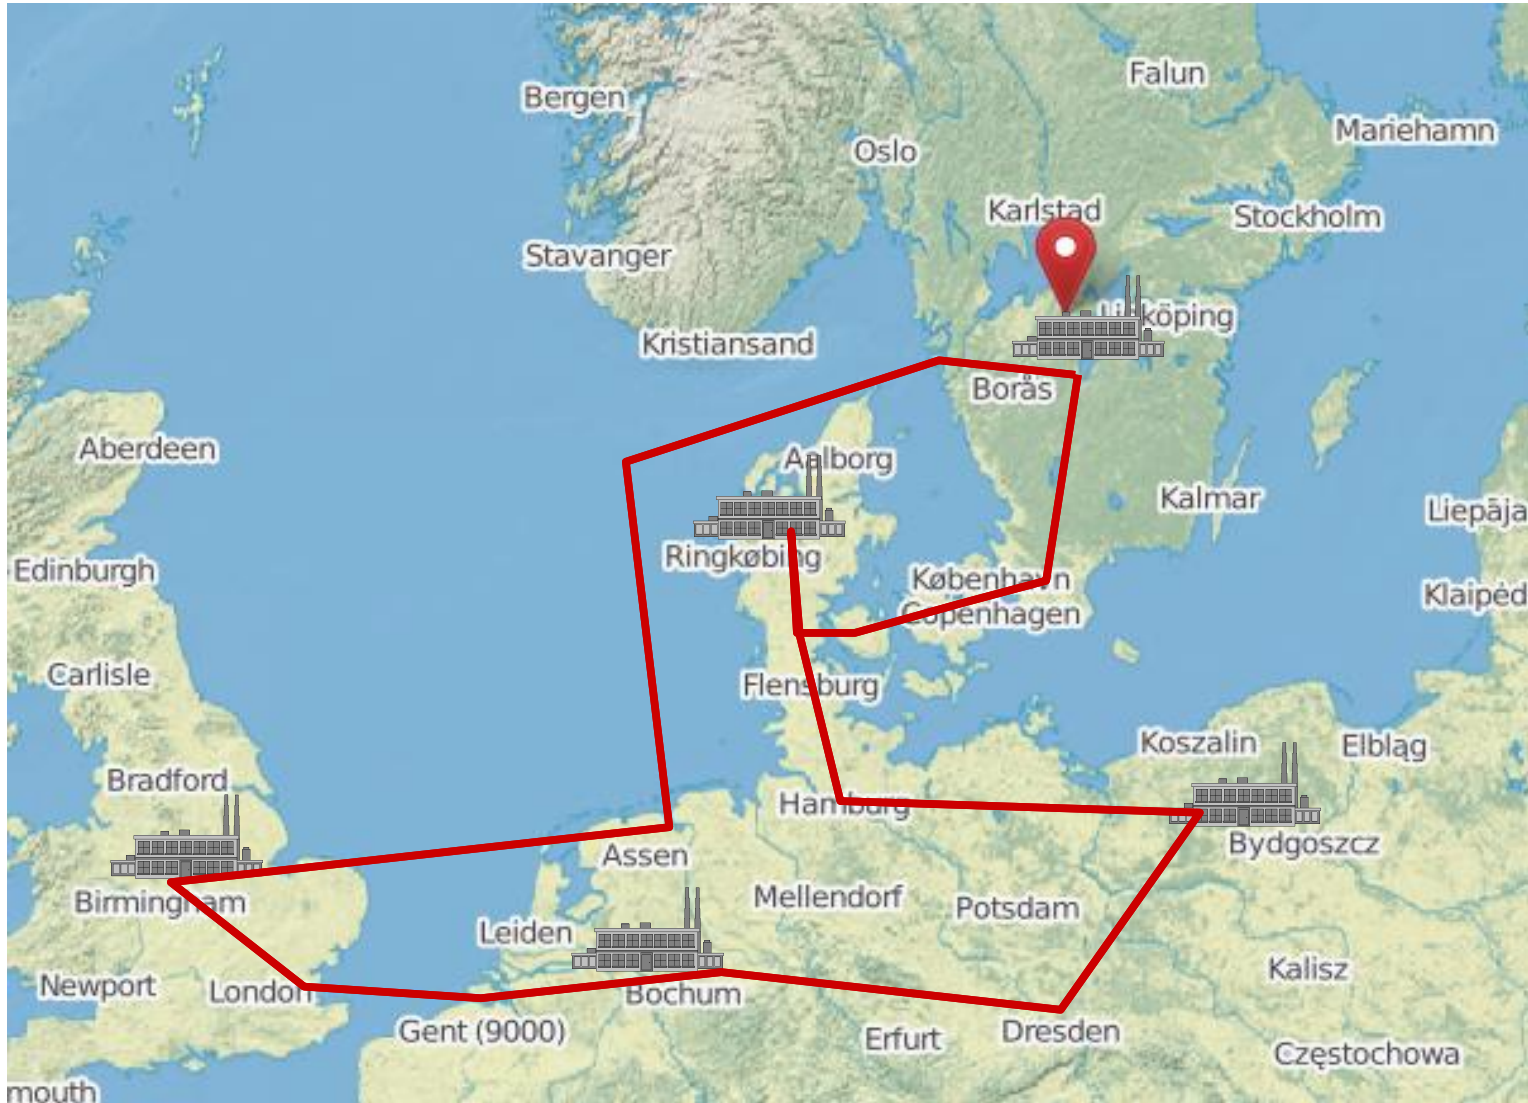 Falun
Bergen
Mariehamn
Oslo
Karlstad
Stockholm
Stavanger
Kristiansand
Borås
Aberdeen
Aalborg
Kalmar
Liepāja
Ringkøbing
Edinburgh
København
Copenhagen
Klaipėd
Carlisle
Flensburg
Koszalin
Elbląg
Bradford
Hamburg
Bydgoszcz
Assen
Birmingham
Mellendorf
Potsdam
Leiden
Kalisz
Newport
London
Bochum
Gent (9000)
Erfurt
Dresden
Częstochowa
mouth